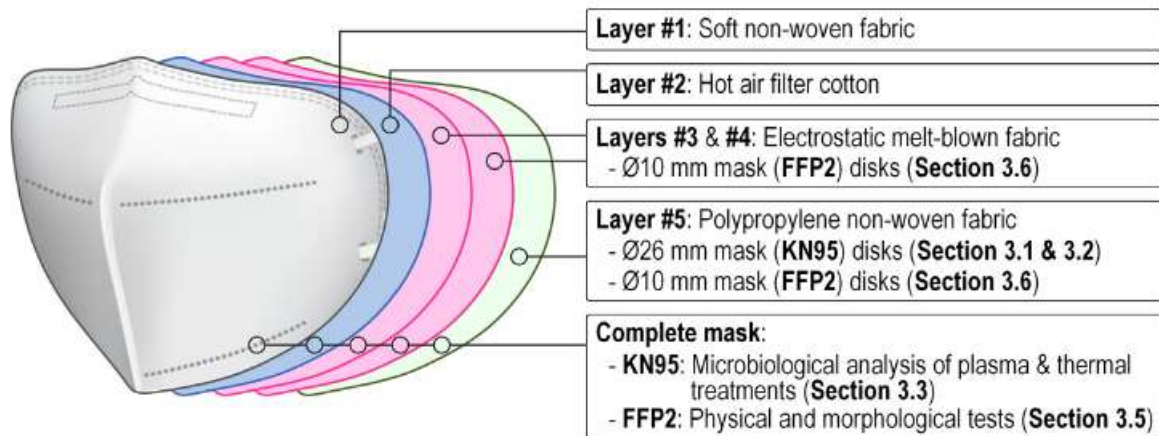 Layer #1: Soft non-woven fabric
Layer #2: Hot air filter cotton
Layers #3 & #4: Electrostatic melt-blown fabric
- Ø10 mm mask (FFP2) disks (Section 3.6)
Layer #5: Polypropylene non-woven fabric
- Ø26 mm mask (KN95) disks (Section 3.1 & 3.2)
- Ø10 mm mask (FFP2) disks (Section 3.6)
Complete mask:
- KN95: Microbiological analysis of plasma & thermal
treatments (Section 3.3)
- FFP2: Physical and morphological tests (Section 3.5)